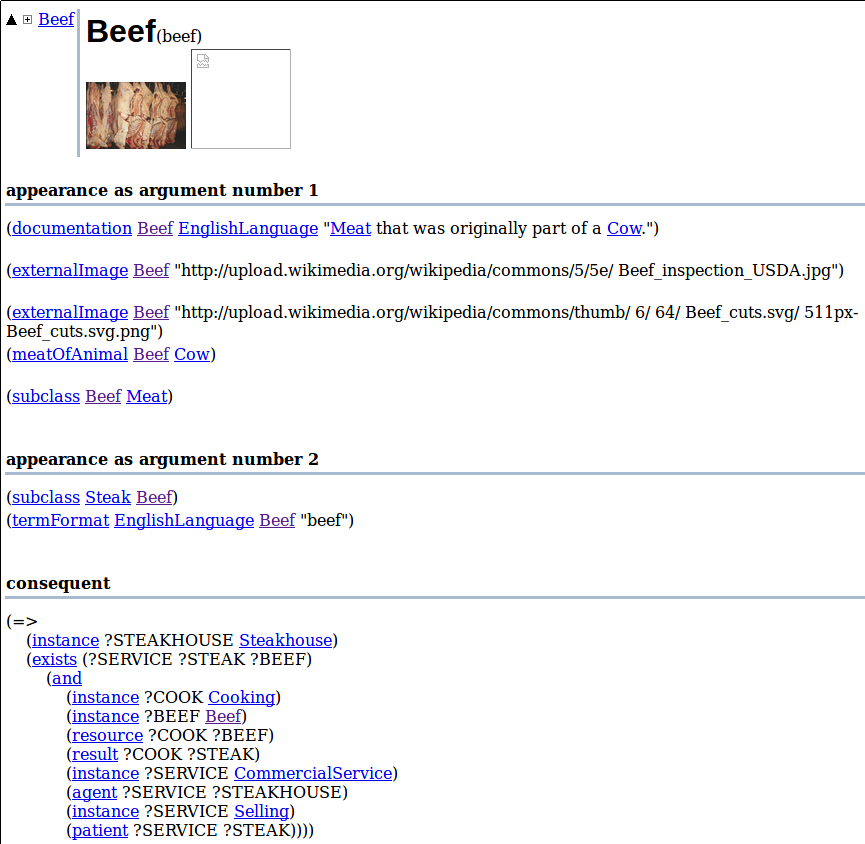 Beef
Beef(beef)
appearance as argument number 1
(documentation Beef EnglishLanguage "Meat that was originally part of a Cow.")
(externalImage Beef "http://upload.wikimedia.org/wikipedia/commons/5/5e/ Beef_inspection_USDA.jpg")
(externalImage Beef "http://upload.wikimedia.org/wikipedia/commons/thumb/ 6/ 64/ Beef_cuts.svg/ 511px-
Beef_cuts.svg.png")
(meatOfAnimal Beef Cow)
(subclass Beef Meat)
appearance as argument number 2
(subclass Steak Beef)
(termFormat EnglishLanguage Beef "beef")
consequent
(=>
(instance ?STEAKHOUSE Steakhouse)
(exists (?SERVICE ?STEAK ?BEEF)
(and
(instance ?COOK Cooking)
(instance ?BEEF Beef)
(resource ?COOK ?BEEF)
(result ?COOK ?STEAK)
(instance ?SERVICE CommercialService)
(agent ?SERVICE ?STEAKHOUSE)
(instance ?SERVICE Selling)
(patient ?SERVICE ?STEAK))))